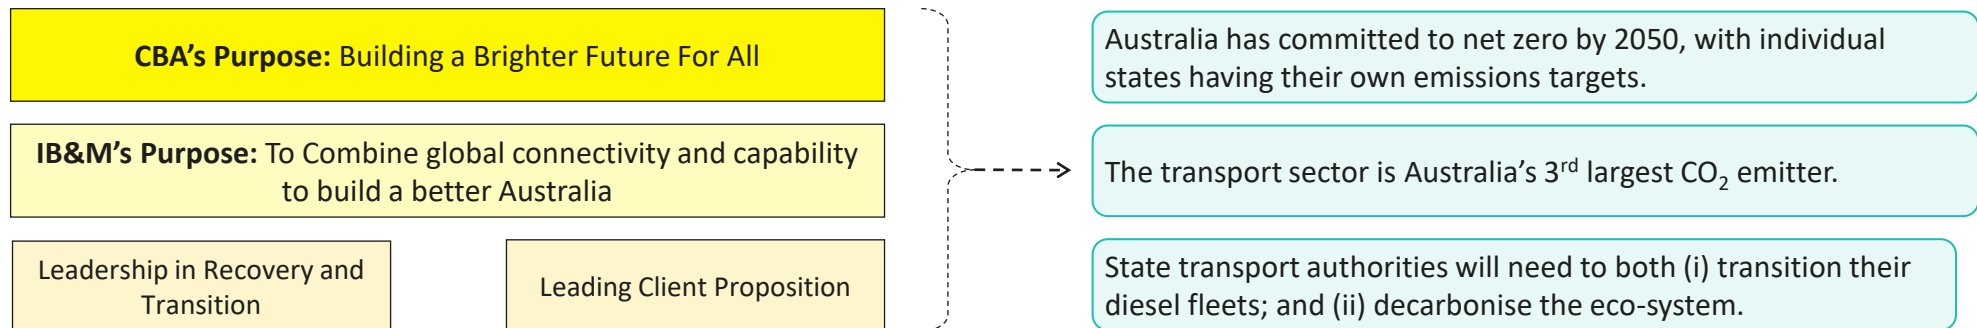 CBA’s Purpose: Building a Brighter Future For All
IB&M’s Purpose: To Combine global connectivity and capability
to build a better Australia
Leadership in Recovery and
Transition
Leading Client Proposition
Australia has committed to net zero by 2050, with individual
states having their own emissions targets.
The transport sector is Australia’s 3rd largest CO2 emitter.
State transport authorities will need to both (i) transition their
diesel fleets; and (ii) decarbonise the eco-system.